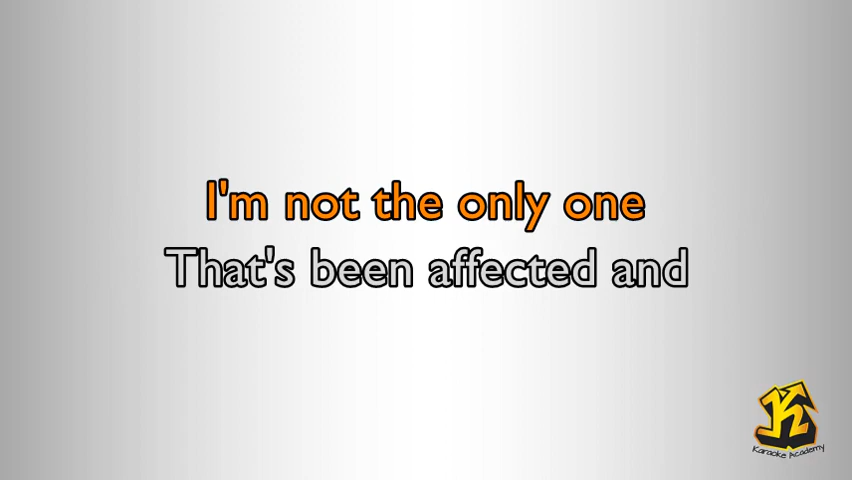 I'm not the only one
That's been affected and
K
Karaoke Academy